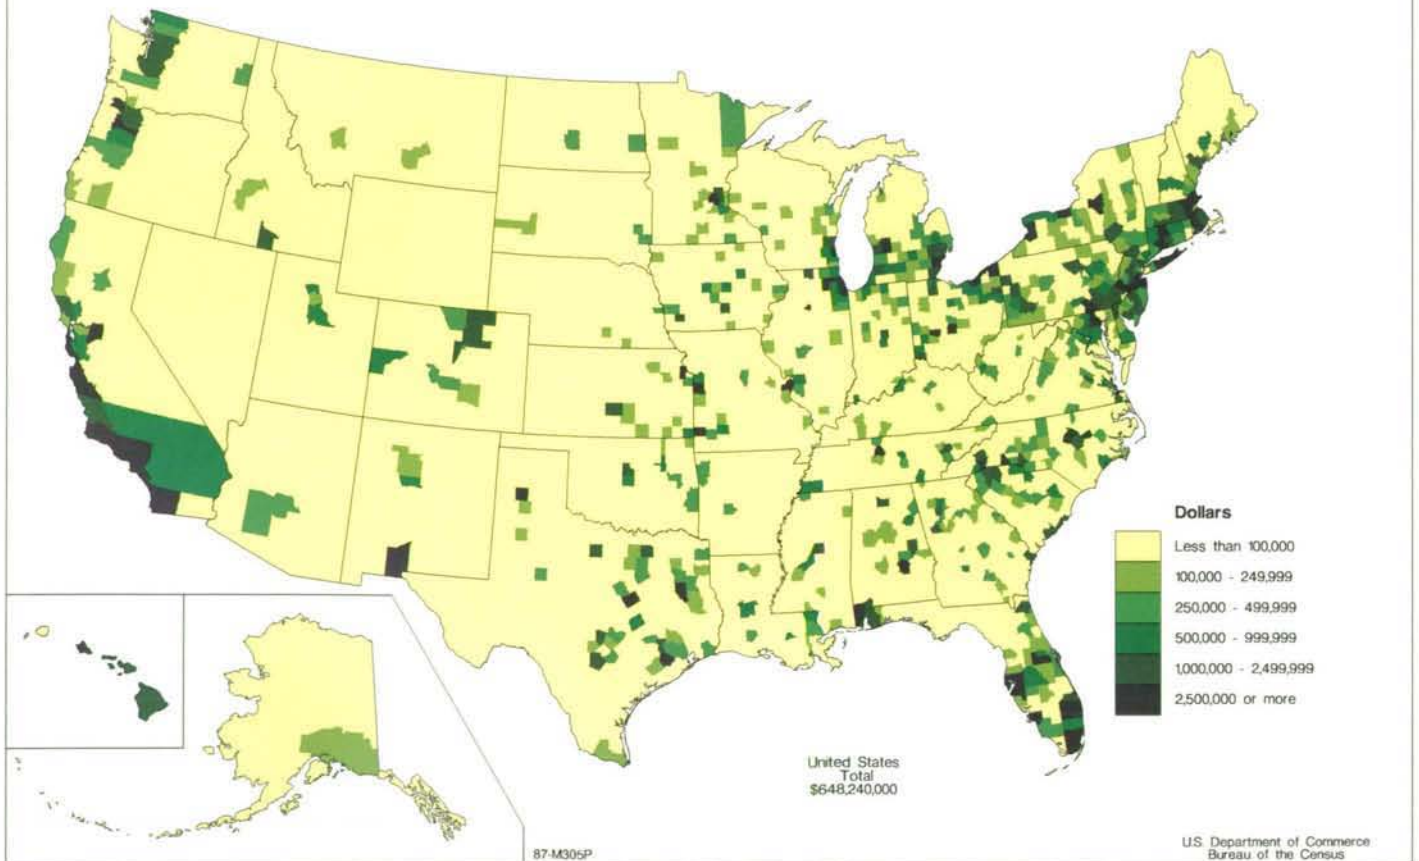 Dollars
Less than 100,000
100,000 - 249,999
250,000 - 499,999
500,000 - 999,999
1,000,000 - 2,499,999
2,500,000 or more
United States
Total
$648,240,000
87-M305P
U.S. Department of Commerce
Bureau of the Census